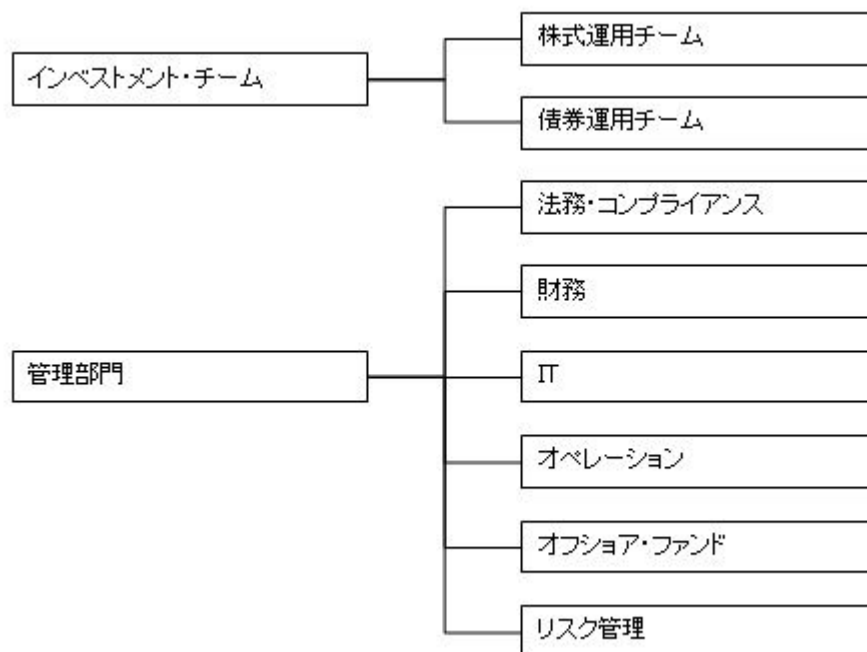 インベストメント・チーム
株式運用チーム
債券運用チーム
管理部門
法務・コンプライアンス
財務
IT
オペレーション
オフショア・ファンド
リスク管理